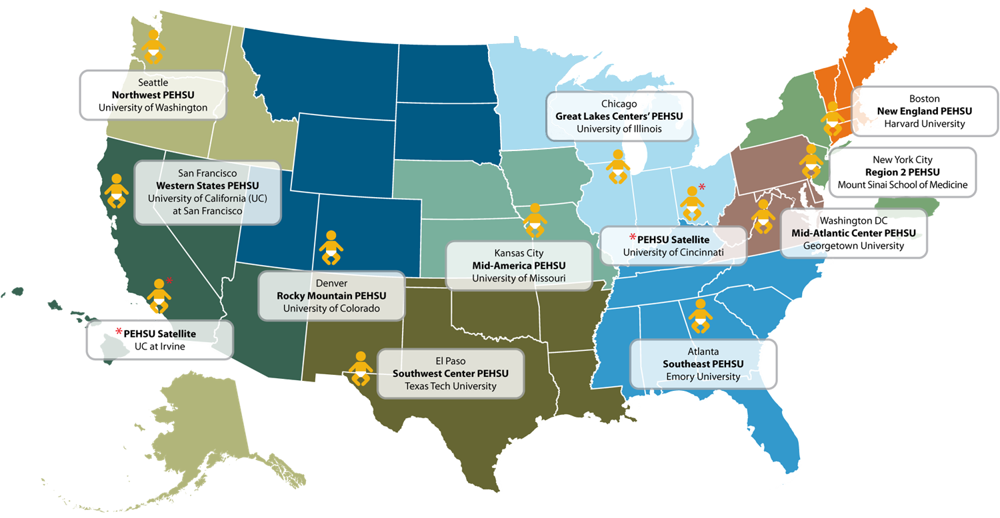 Seattle
Northwest PEHSU
University of Washington
San Francisco
Western States PEHSU
University of California (UC)
at San Francisco
*
*PEHSU Satellite
UC at Irvine
Denver
Rocky Mountain PEHSU
University of Colorado
El Paso
Southwest Center PEHSU
Texas Tech University
Kansas City
Mid-America PEHSU
University of Missouri
Chicago
Great Lakes Centers’ PEHSU
University of Illinois
*
*PEHSU Satellite
University of Cincinnati
Boston
New England PEHSU
Harvard University
New York City
Region 2 PEHSU
Mount Sinai School of Medicine
Washington DC
Mid-Atlantic Center PEHSU
Georgetown University
Atlanta
Southeast PEHSU
Emory University